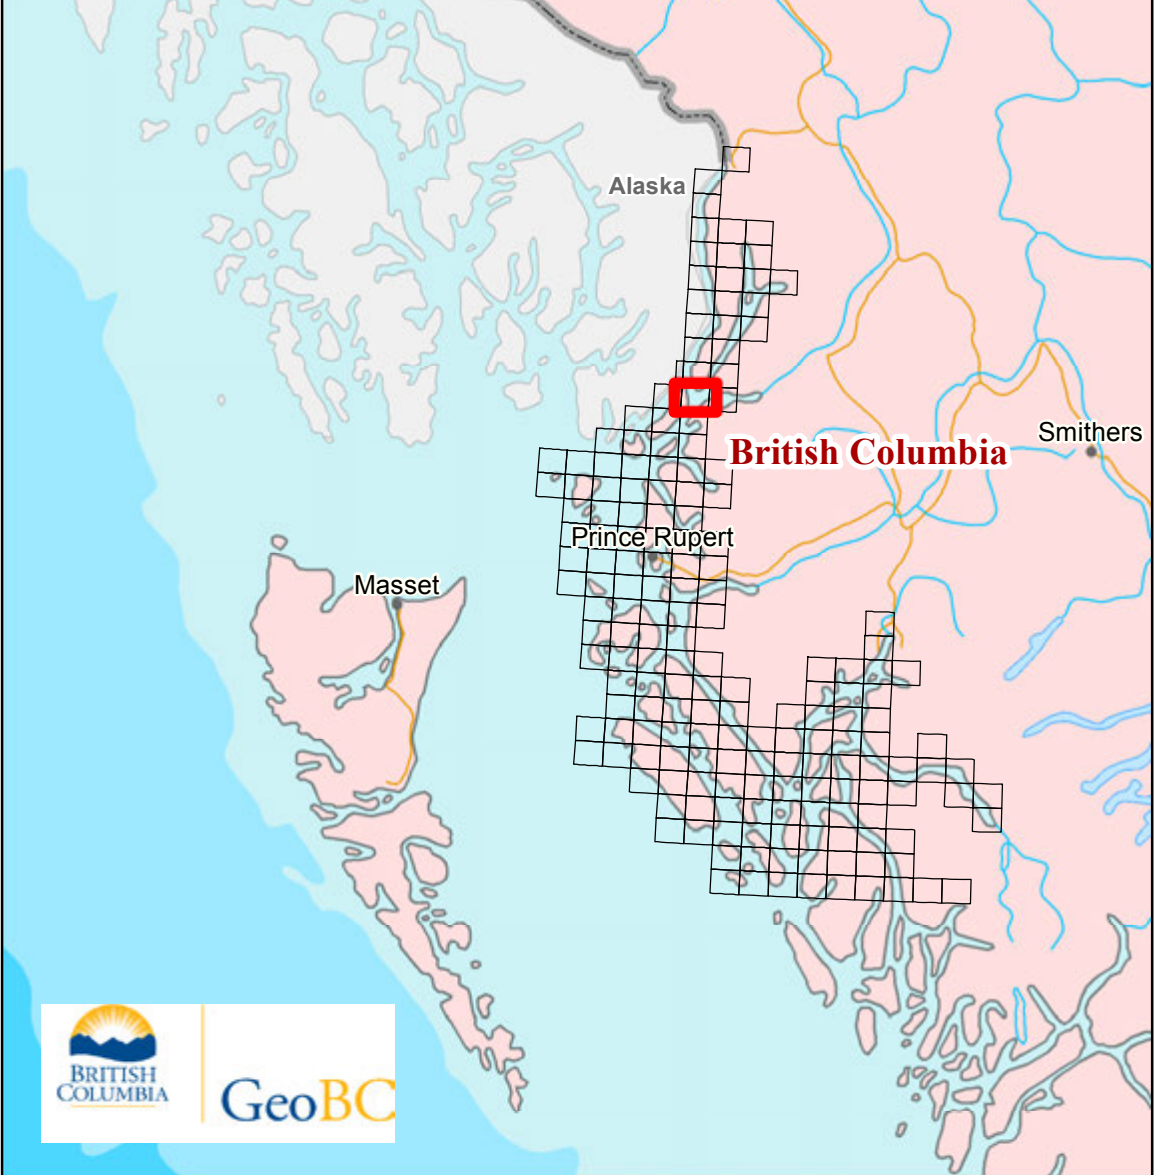 Alaska
British Columbia
Smithers
Prince Rupert
Masset
BRITISH
COLUMBIA
GeoBC